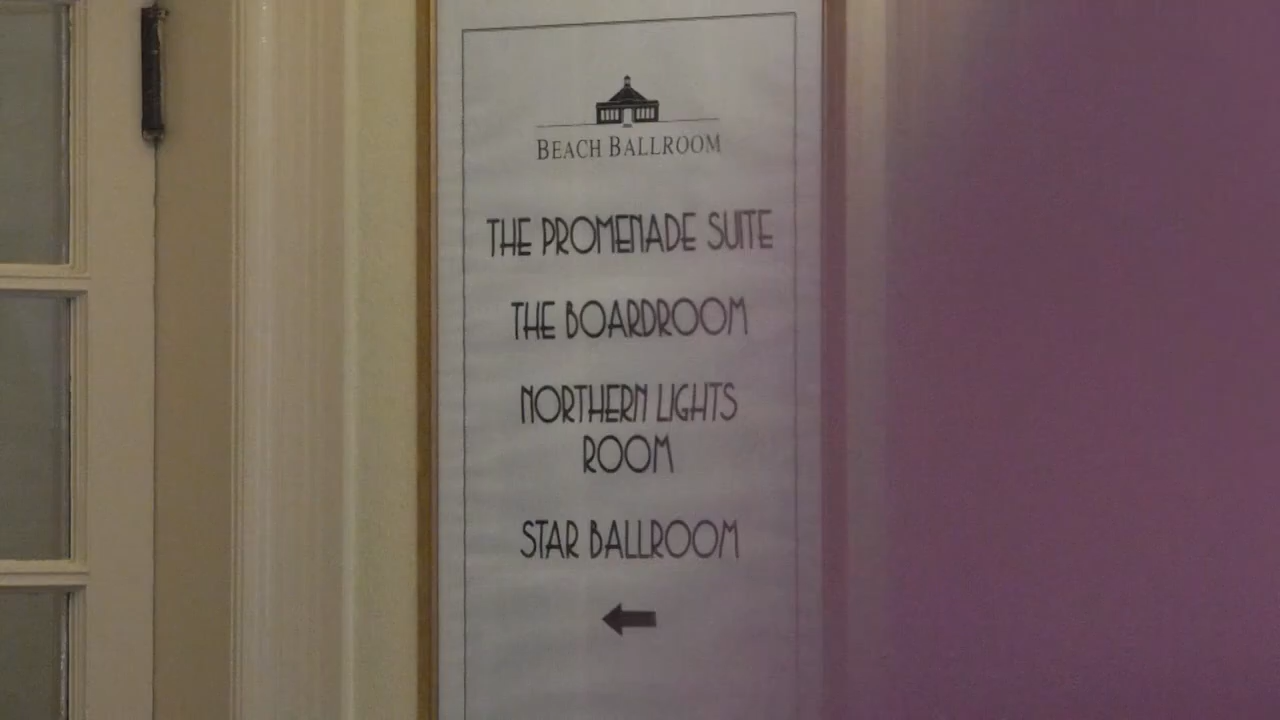 BEACH BALLROOM
THE PROMENADE SUITE
THE BOARDROOM
NORTHERN LIGHTS
ROOM
STAR BALLROOM